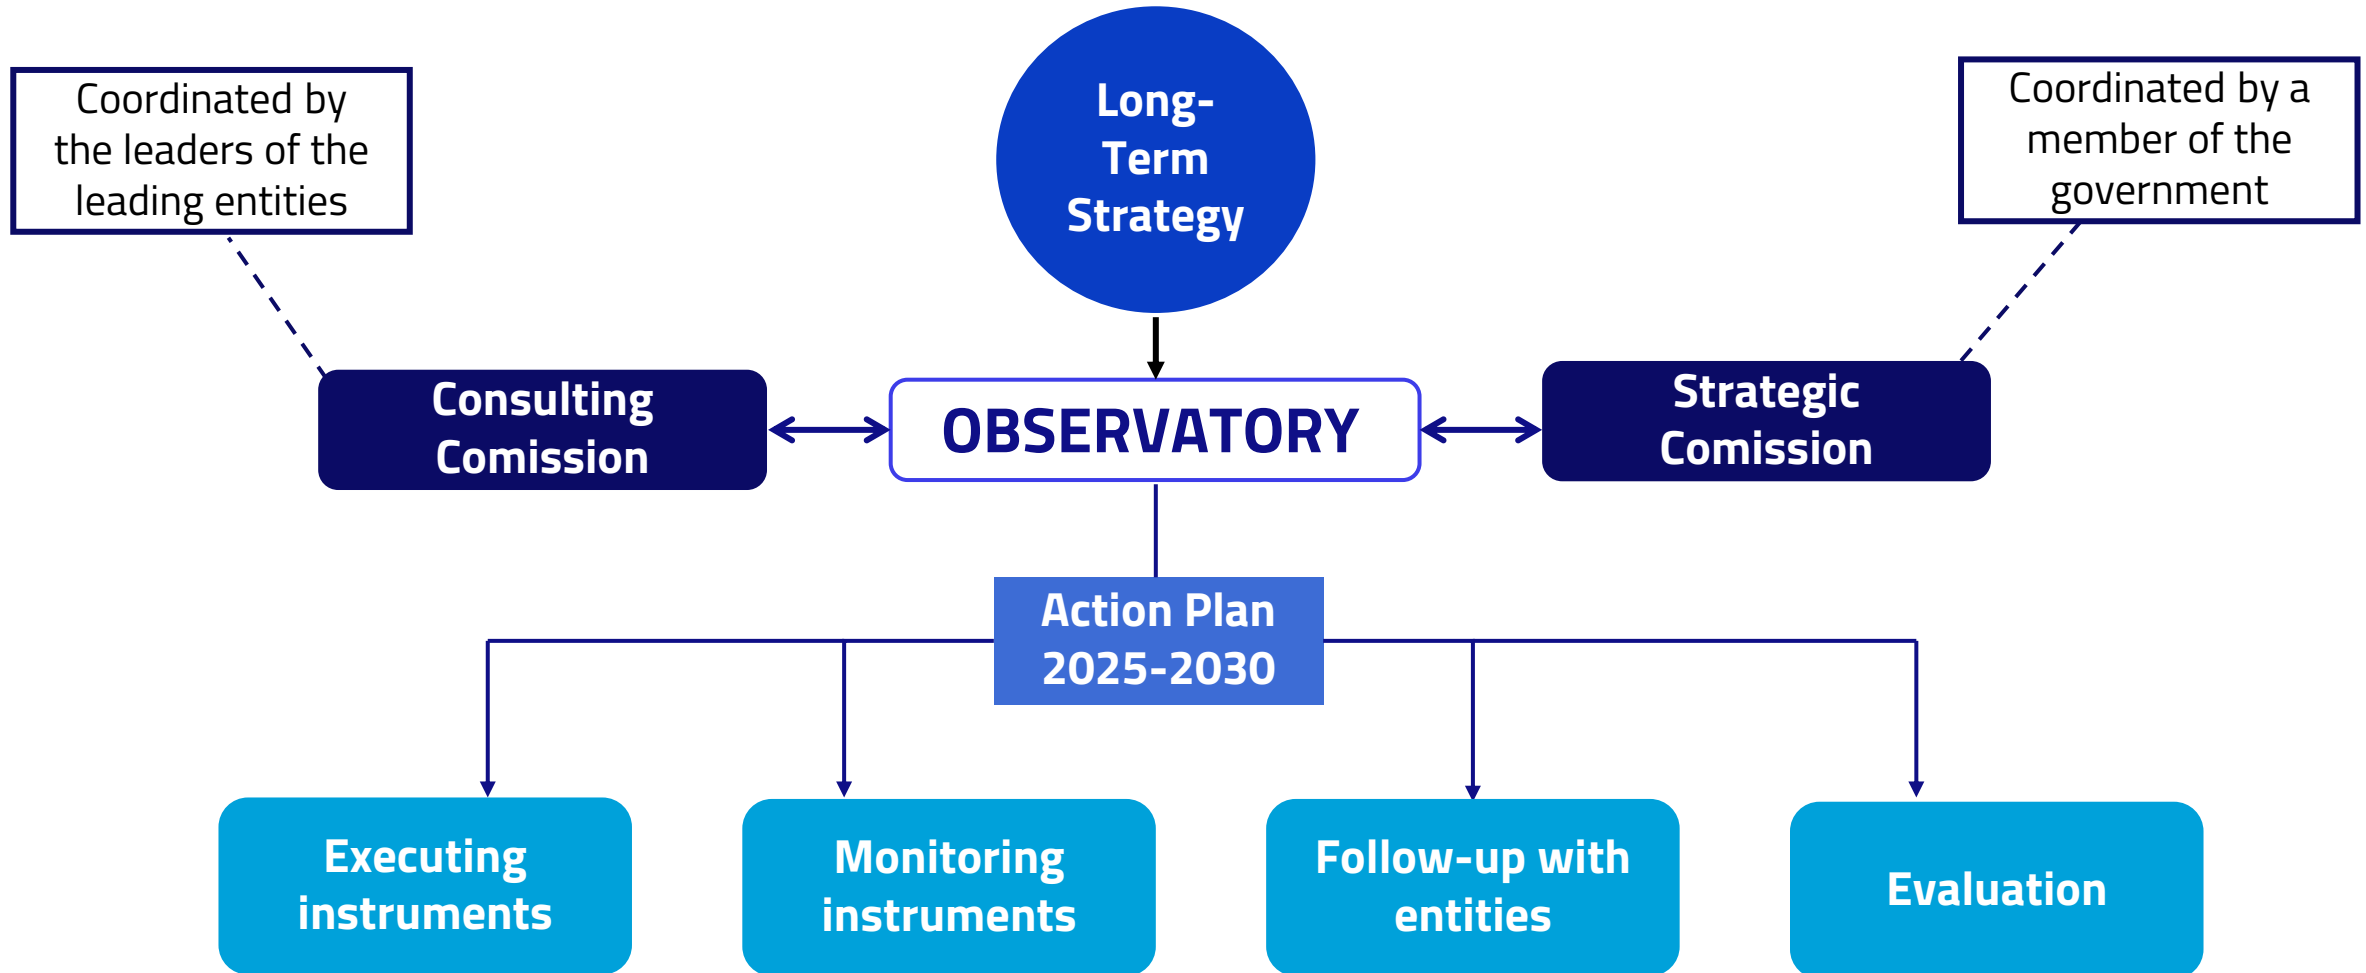 Coordinated by
the leaders of the
leading entities
Long-
Term
Strategy
Coordinated by a
member of the
government
Consulting
Comission
OBSERVATORY
Strategic
Comission
Action Plan
2025-2030
Executing
instruments
Monitoring
instruments
Follow-up with
entities
Evaluation